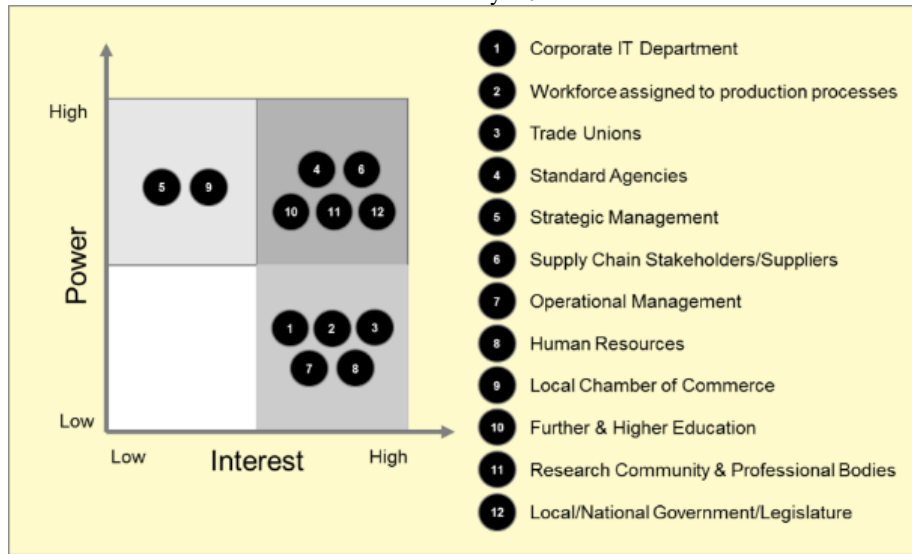 High
Power
Low
Low
Interest
High
5 9
4 6
10 11 12
1 2 3
7 8
1 Corporate IT Department
2 Workforce assigned to production processes
3 Trade Unions
4 Standard Agencies
5 Strategic Management
6 Supply Chain Stakeholders/Suppliers
7 Operational Management
8 Human Resources
9 Local Chamber of Commerce
10 Further & Higher Education
11 Research Community & Professional Bodies
12 Local/National Government/Legislature